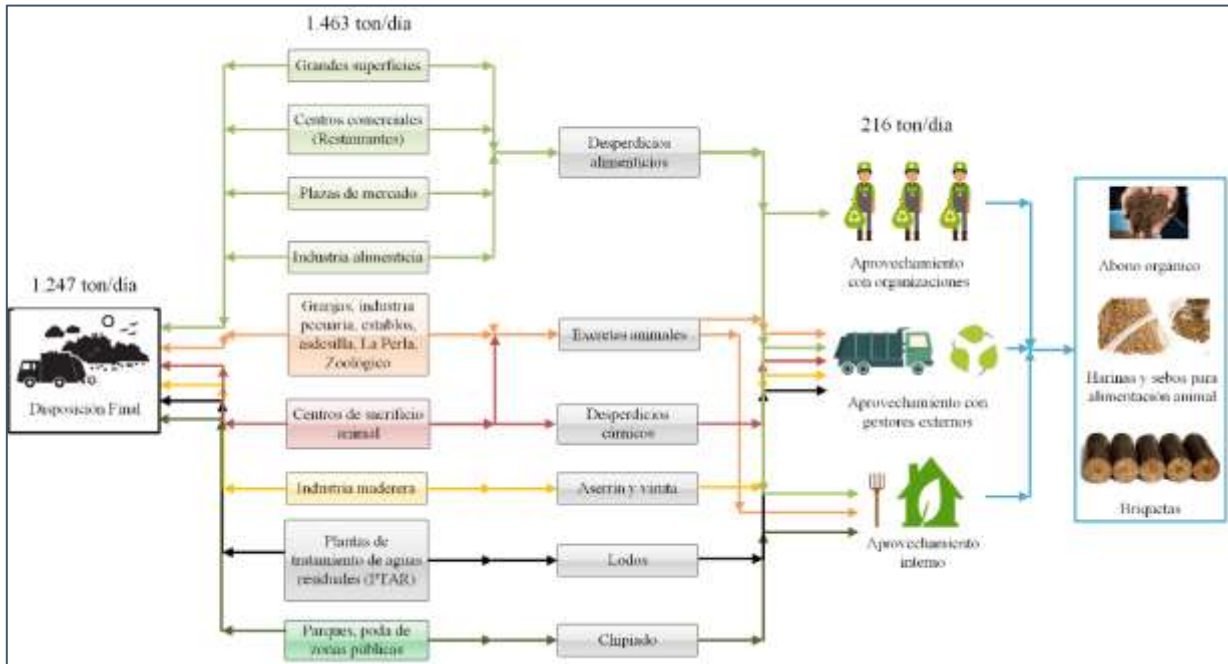 1.463 ton/día
Grandes superficies
Centros comerciales
(Restaurantes)
Plazas de mercado
Industria alimenticia
Granjas, industria
pecuaria, establos,
La Perla,
Zoológico
Centros de sacrificio
animal
Industria maderera
Plantas de
tratamiento de aguas
residuales (PTAR)
Parques, poda de
zonas públicas
1.247 ton/día
Disposición Final
Desperdicios
alimenticios
Excretas animales
Desperdicios
cárnicos
Aserrín y viruta
Lodos
Chipiado
216 ton/día
Aprovechamiento
con organizaciones
Aprovechamiento con
gestores externos
Aprovechamiento
interno
Abono orgánico
Harinas y sebos para
alimentación animal
Briquetas